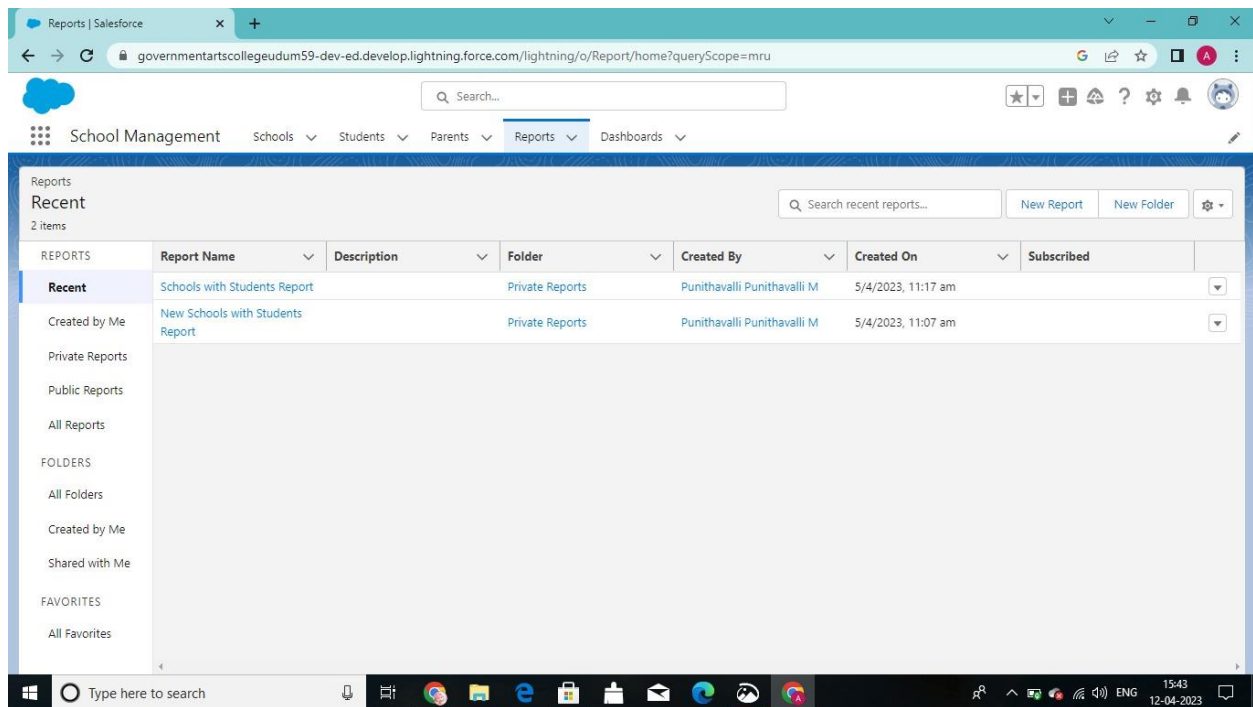 Reports | Salesforce
governmentartscollegeudum59-dev-ed.develop.lightning.force.com/lightning/o/Report/home?queryScope=mru
G
A
Search...
School Management Schools Students Parents Reports Dashboards
Reports
Recent
2 items
Search recent reports...
New Report New Folder
REPORTS
Report Name Description Folder Created By Created On Subscribed
Recent
Schools with Students Report Private Reports Punithavalli Punithavalli M 5/4/2023, 11:17 am
Created by Me
New Schools with Students
Report
Private Reports Punithavalli Punithavalli M 5/4/2023, 11:07 am
Private Reports
Public Reports
All Reports
FOLDERS
All Folders
Created by Me
Shared with Me
FAVORITES
All Favorites
Type here to search
ENG
15:43
12-04-2023